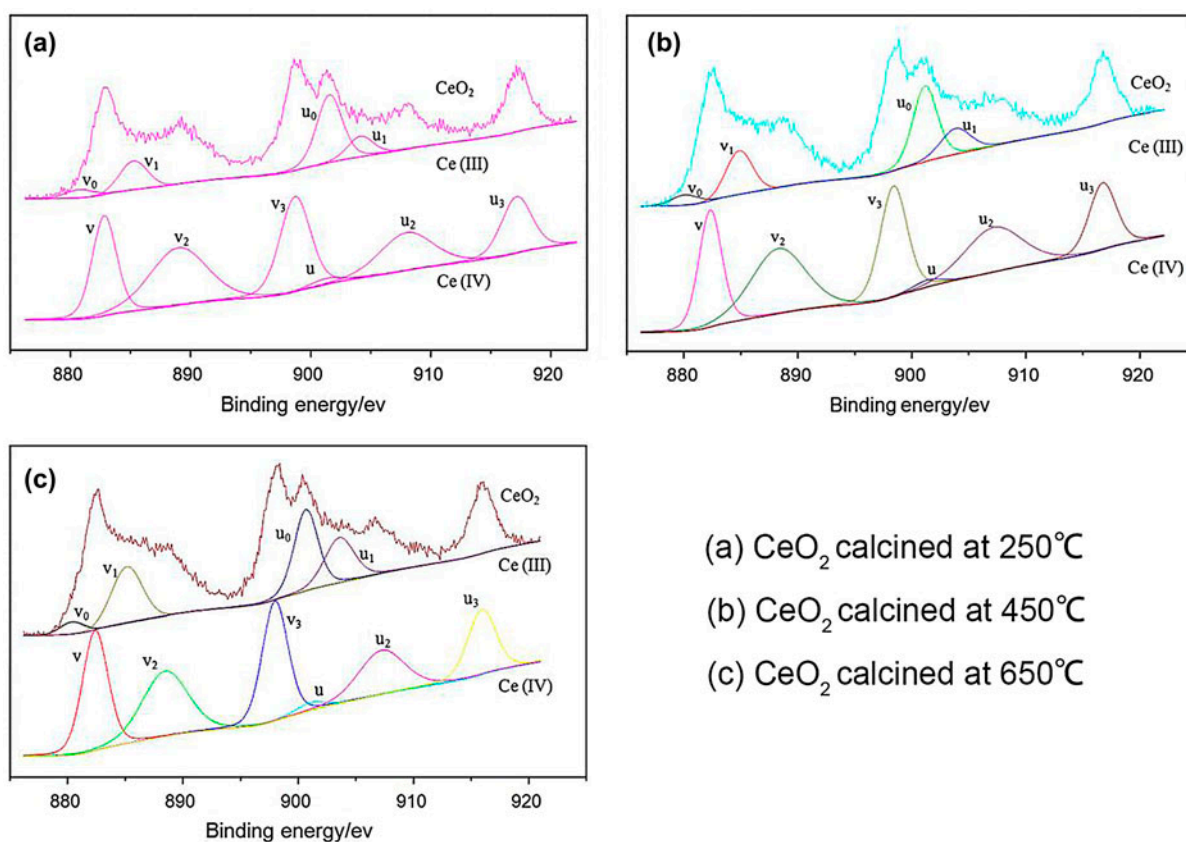 (a)
CeO₂
u₀
u₁
v₁
v₀
Ce (III)
v
v₂
v₃
u
u₂
u₃
Ce (IV)
880 890 900 910 920
Binding energy/ev
(b)
CeO₂
u₀
u₁
v₁
v₀
Ce (III)
v
v₂
v₃
u
u₂
u₃
Ce (IV)
880 890 900 910 920
Binding energy/ev
(c)
CeO₂
u₀
u₁
v₁
v₀
Ce (III)
v
v₂
v₃
u
u₂
u₃
Ce (IV)
880 890 900 910 920
Binding energy/ev
(a) CeO₂ calcined at 250℃
(b) CeO₂ calcined at 450℃
(c) CeO₂ calcined at 650℃